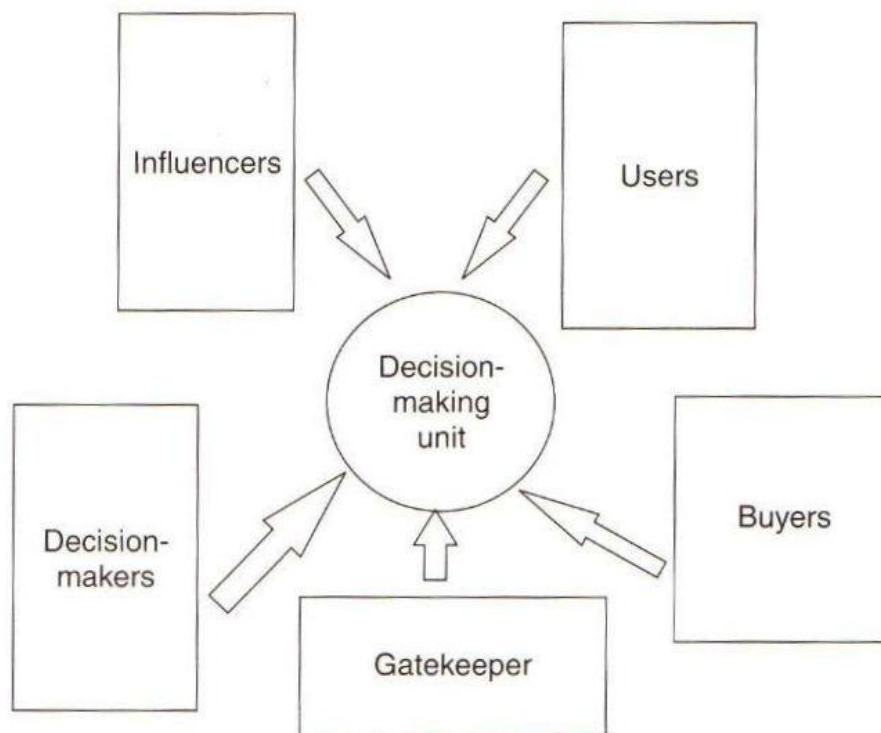 Influencers
Users
Decision-
making
unit
Decision-
makers
Buyers
Gatekeeper